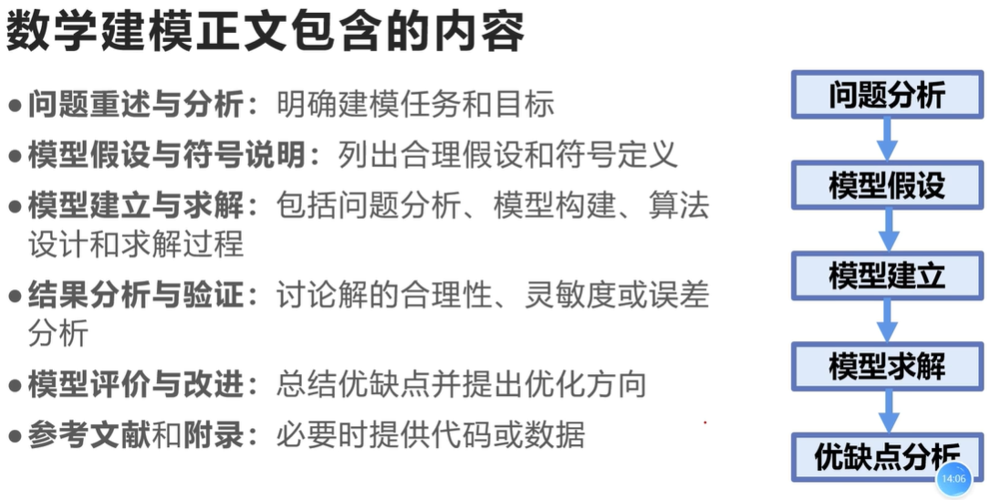 数学建模正文包含的内容
●问题重述与分析：明确建模任务和目标
●模型假设与符号说明：列出合理假设和符号定义
●模型建立与求解：包括问题分析、模型构建、算法
设计和求解过程
●结果分析与验证：讨论解的合理性、灵敏度或误差
分析
●模型评价与改进：总结优缺点并提出优化方向
●参考文献和附录：必要时提供代码或数据
问题分析
模型假设
模型建立
模型求解
优缺点分析
14:06